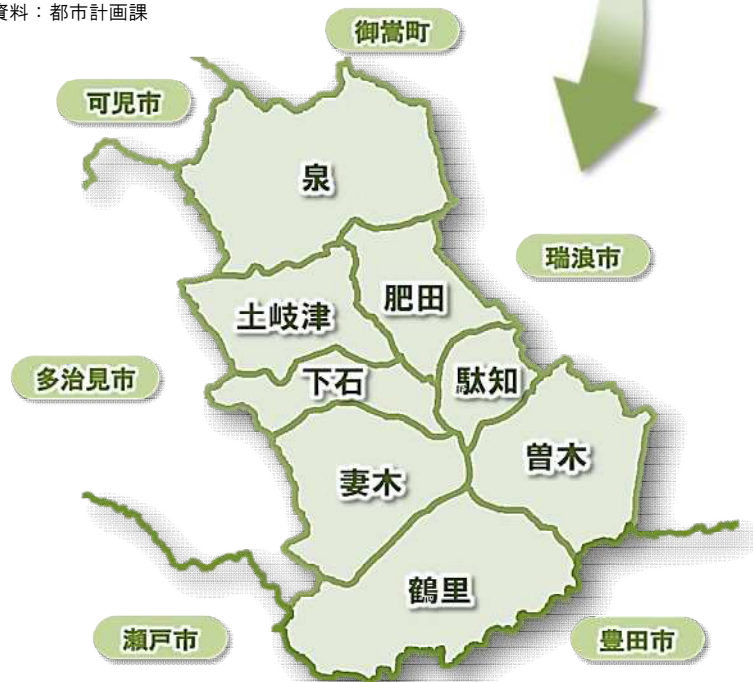 資料：都市計画課
御嵩町
可児市
泉
瑞浪市
肥田
土岐津
多治見市
下石
駄知
曽木
妻木
鶴里
瀬戸市
豊田市